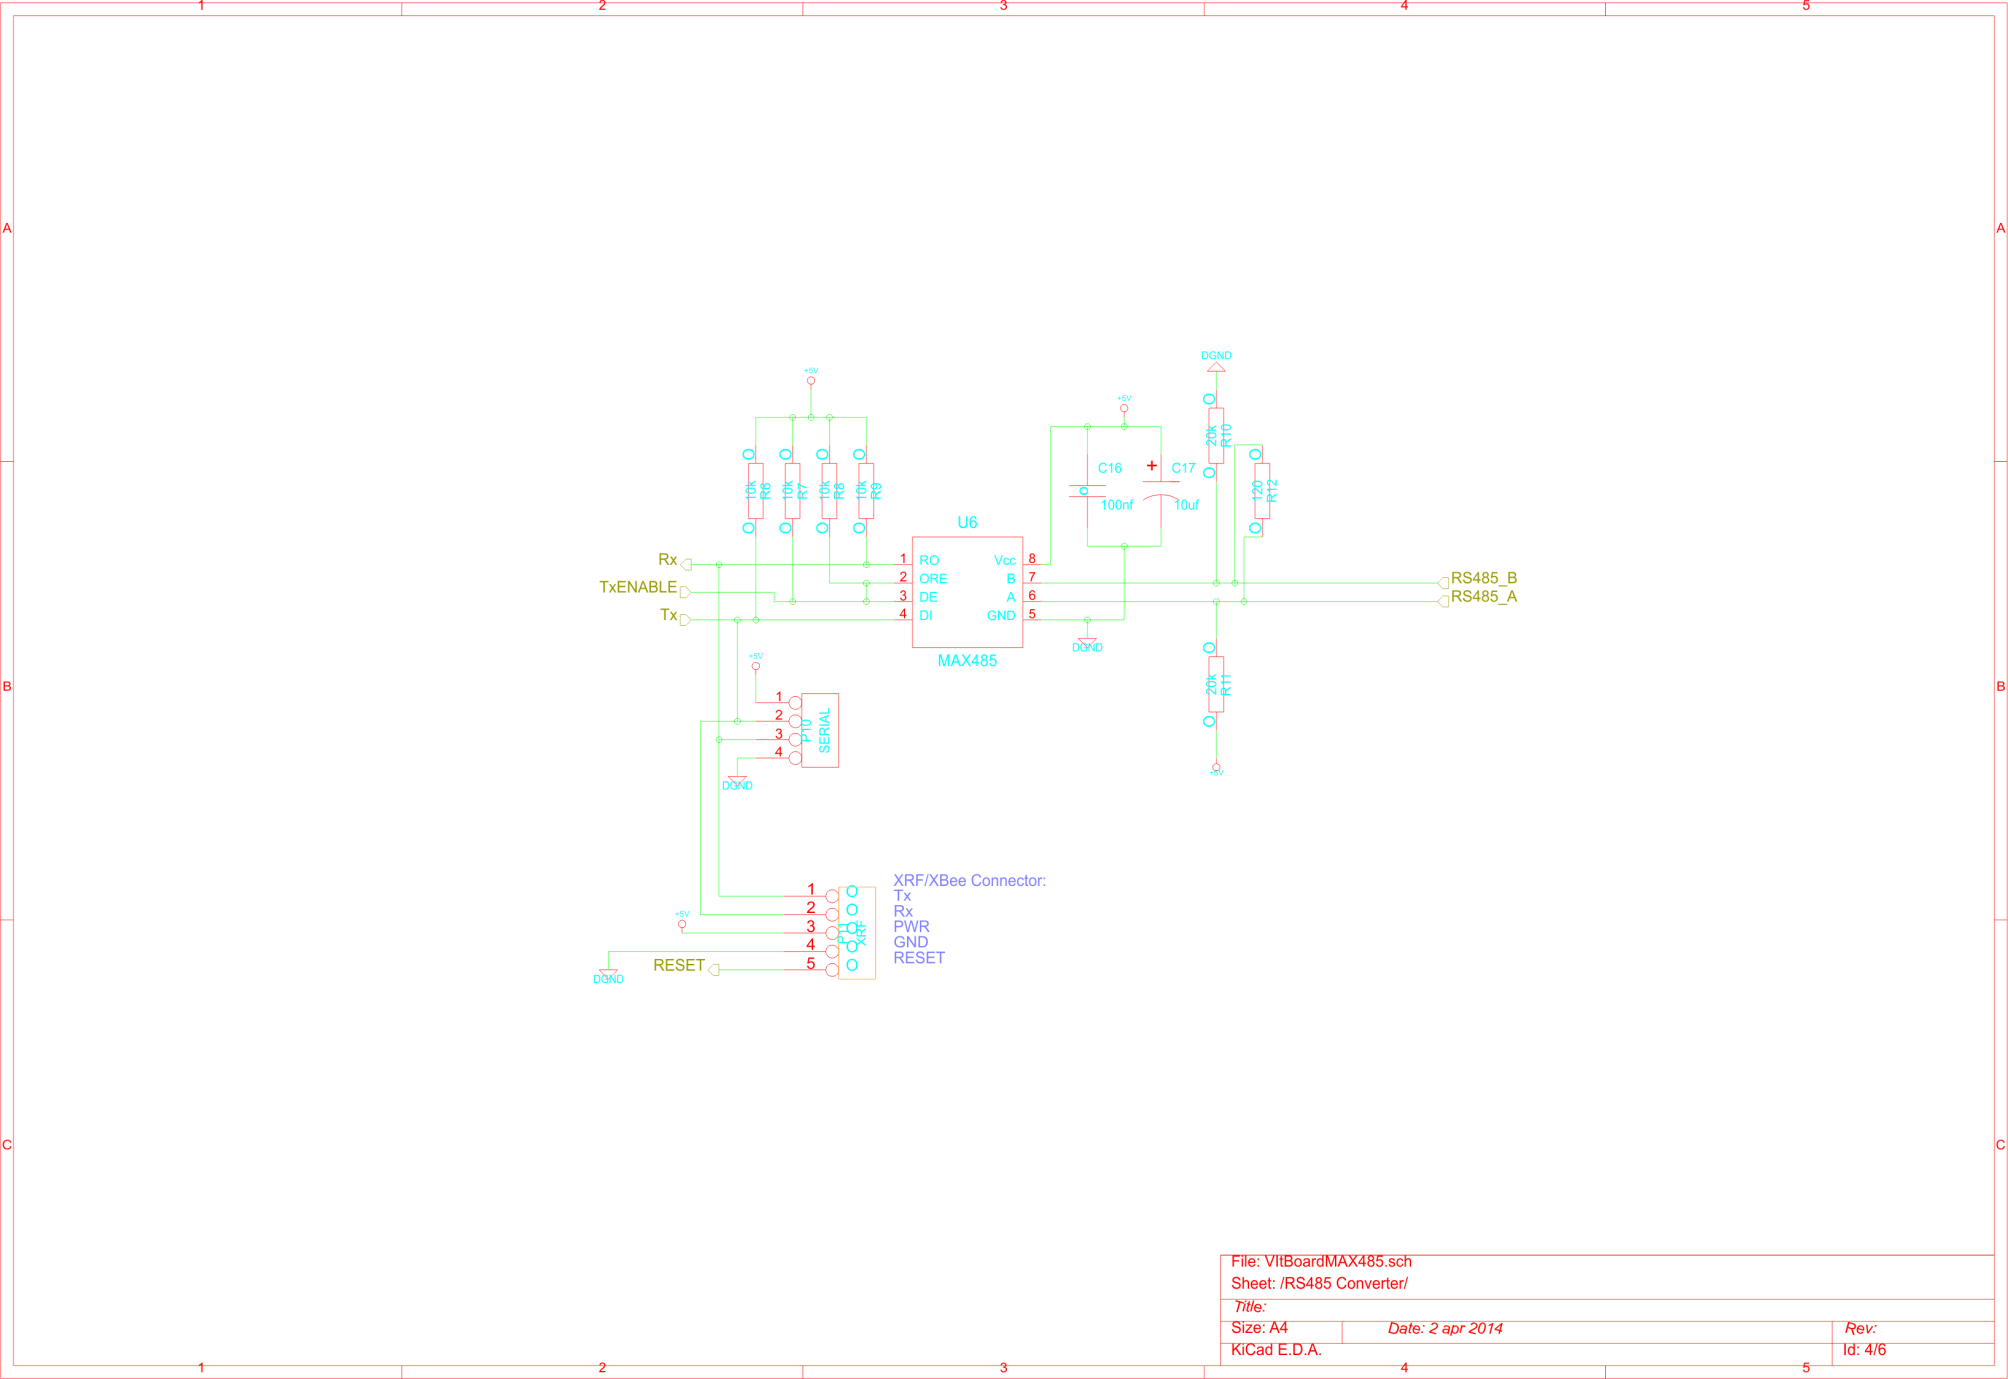 1 2 3 4 5
A A
DGND
+5V
+5V
20k R10
C16 + C17
100nf 10uf
10k R6 10k R7 10k R8 10k R9
120 R12
U6
Rx 1 RO Vcc 8
TxENABLE 2 ORE B 7 RS485_B
3 DE A 6 RS485_A
Tx 4 DI GND 5
DGND
MAX485
+5V
B B
20k R11
1
2
3
4
P10 SERIAL
+5V
DGND
XRF/XBee Connector:
1 Tx
2 Rx
+5V
3 PWR
4 GND
RESET 5 RESET
P11 XRF
DGND
C C
File: VItBoardMAX485.sch
Sheet: /RS485 Converter/
Title:
Size: A4 Date: 2 apr 2014 Rev:
KiCad E.D.A. Id: 4/6
1 2 3 4 5